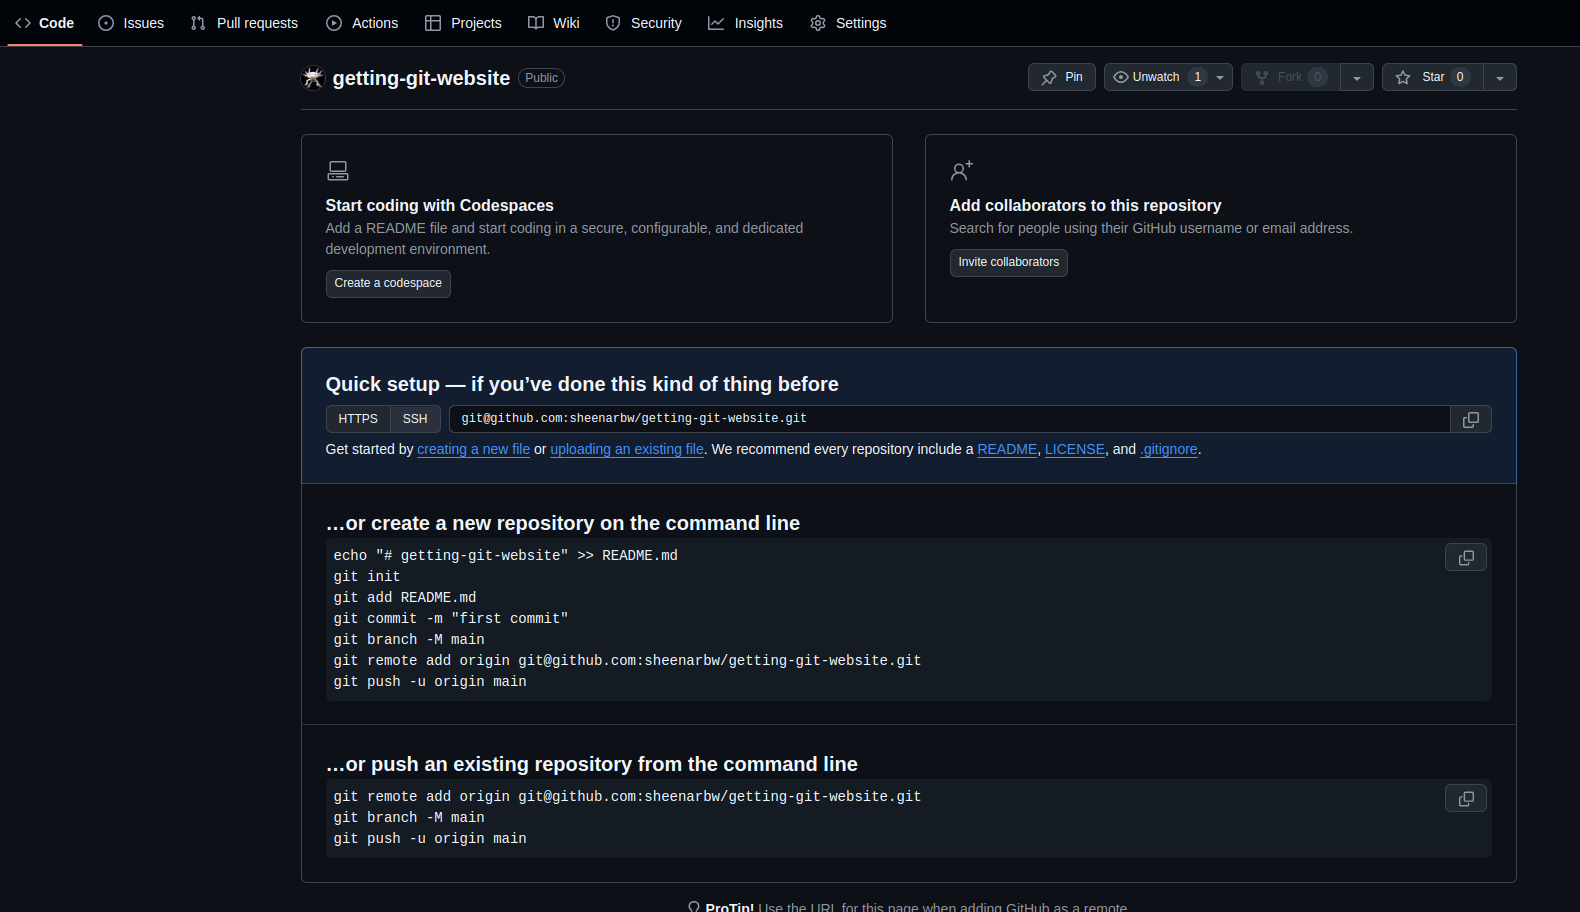 Code Issues Pull requests Actions Projects Wiki Security Insights Settings
getting-git-website Public Pin Unwatch 1 Fork 0 Star 0
Start coding with Codespaces
Add a README file and start coding in a secure, configurable, and dedicated
development environment.
Create a codespace
Add collaborators to this repository
Search for people using their GitHub username or email address.
Invite collaborators
Quick setup — if you’ve done this kind of thing before
HTTPS SSH git@github.com:sheenarbw/getting-git-website.git
Get started by creating a new file or uploading an existing file. We recommend every repository include a README, LICENSE, and .gitignore.
…or create a new repository on the command line
echo "# getting-git-website" >> README.md
git init
git add README.md
git commit -m "first commit"
git branch -M main
git remote add origin git@github.com:sheenarbw/getting-git-website.git
git push -u origin main
…or push an existing repository from the command line
git remote add origin git@github.com:sheenarbw/getting-git-website.git
git branch -M main
git push -u origin main
ProTip! Use the URL for this page when adding GitHub as a remote.